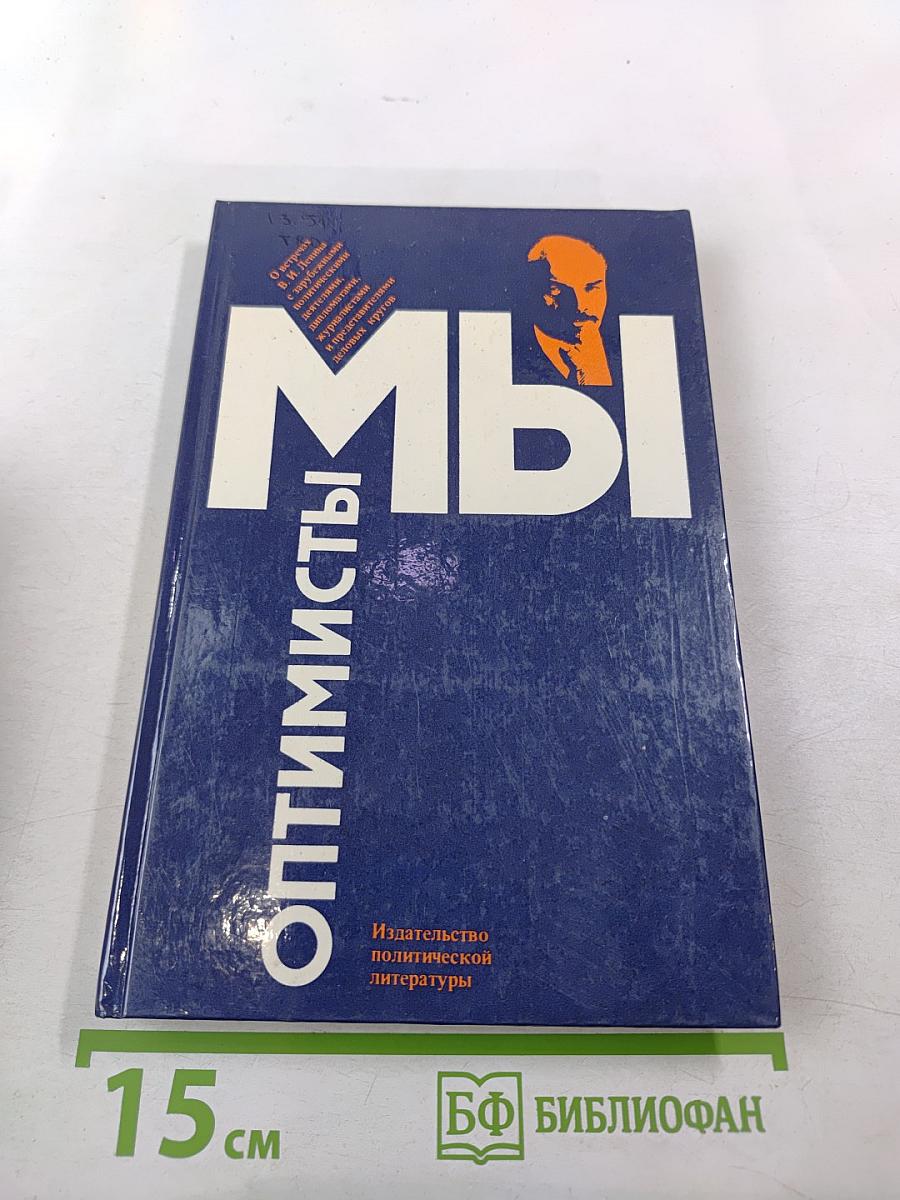 О встречах
В. И. Ленина
с зарубежными
политическими
деятелями,
дипломатами,
журналистами
и представителями
деловых кругов
МЫ
ОПТИМИСТЫ
Издательство
политической
литературы
15 см
БФ БИБЛИОФАН